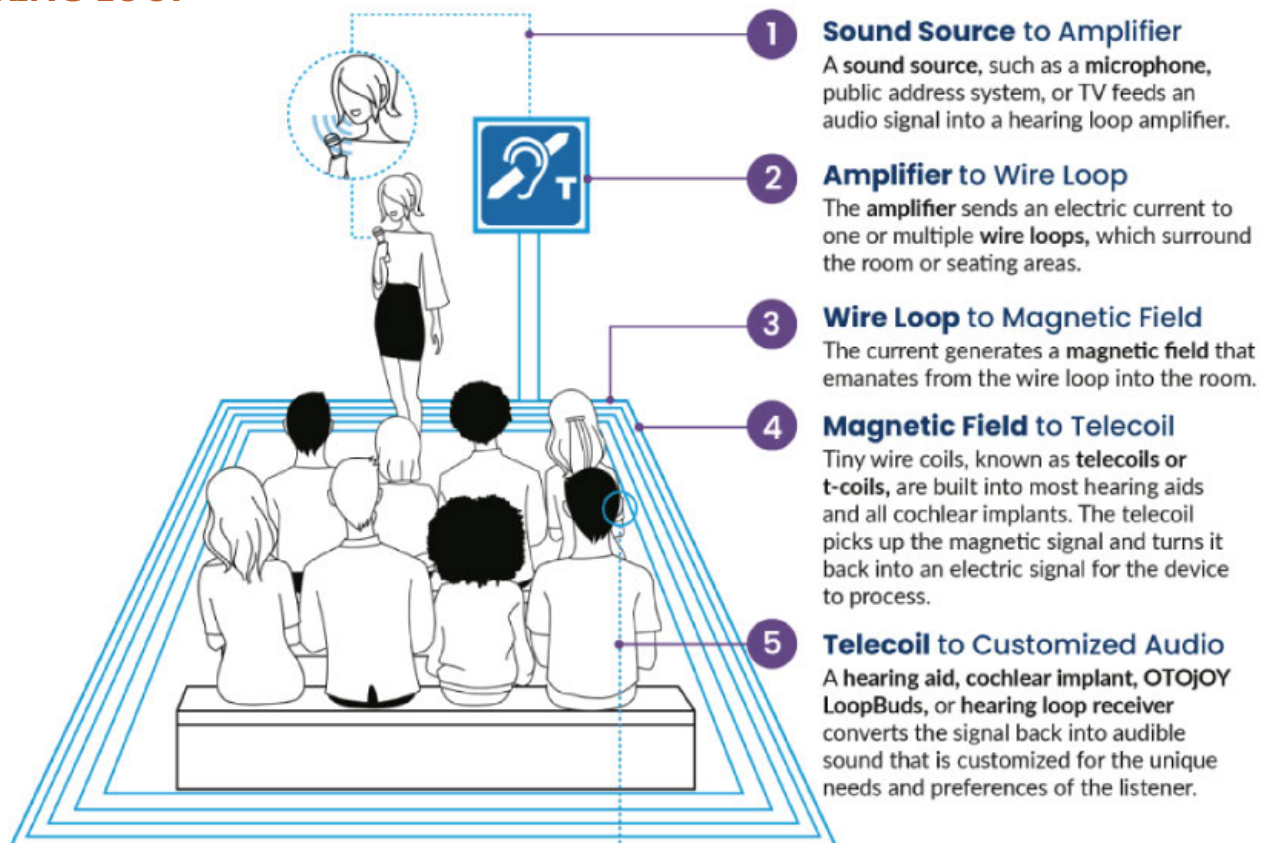 1
Sound Source to Amplifier
A sound source, such as a microphone,
public address system, or TV feeds an
audio signal into a hearing loop amplifier.
T
2
Amplifier to Wire Loop
The amplifier sends an electric current to
one or multiple wire loops, which surround
the room or seating areas.
3
Wire Loop to Magnetic Field
The current generates a magnetic field that
emanates from the wire loop into the room.
4
Magnetic Field to Telecoil
Tiny wire coils, known as telecoils or
t-coils, are built into most hearing aids
and all cochlear implants. The telecoil
picks up the magnetic signal and turns it
back into an electric signal for the device
to process.
5
Telecoil to Customized Audio
A hearing aid, cochlear implant, OTOjOY
LoopBuds, or hearing loop receiver
converts the signal back into audible
sound that is customized for the unique
needs and preferences of the listener.